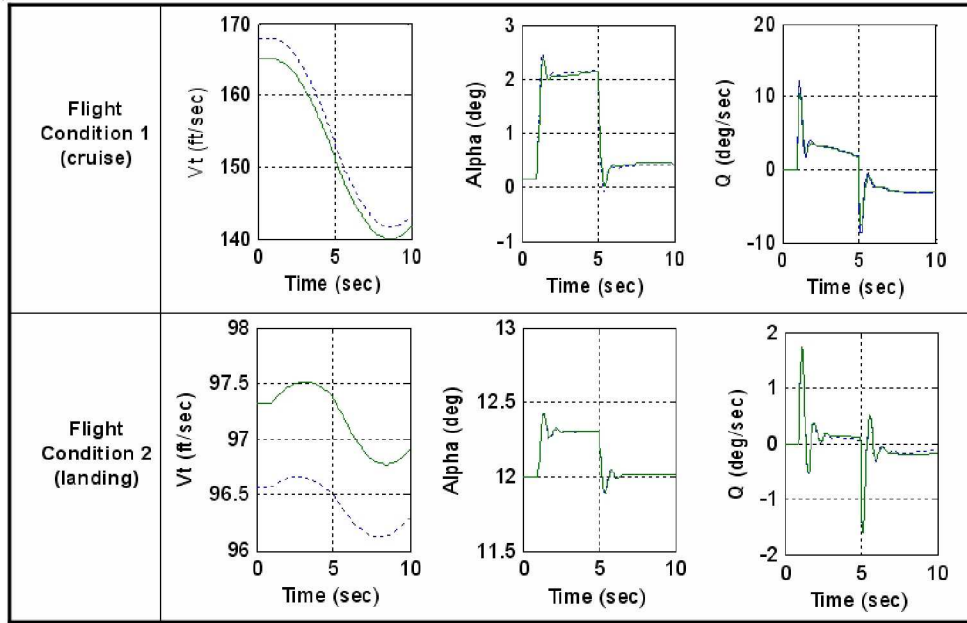 Flight
Condition 1
(cruise)
Vt (ft/sec)
170
160
150
140
0
5
10
Time (sec)
Alpha (deg)
3
2
1
0
-1
0
5
10
Time (sec)
Q (deg/sec)
20
10
0
-10
0
5
10
Time (sec)
Flight
Condition 2
(landing)
Vt (ft/sec)
98
97.5
97
96.5
96
0
5
10
Time (sec)
Alpha (deg)
13
12.5
12
11.5
0
5
10
Time (sec)
Q (deg/sec)
2
1
0
-1
-2
0
5
10
Time (sec)